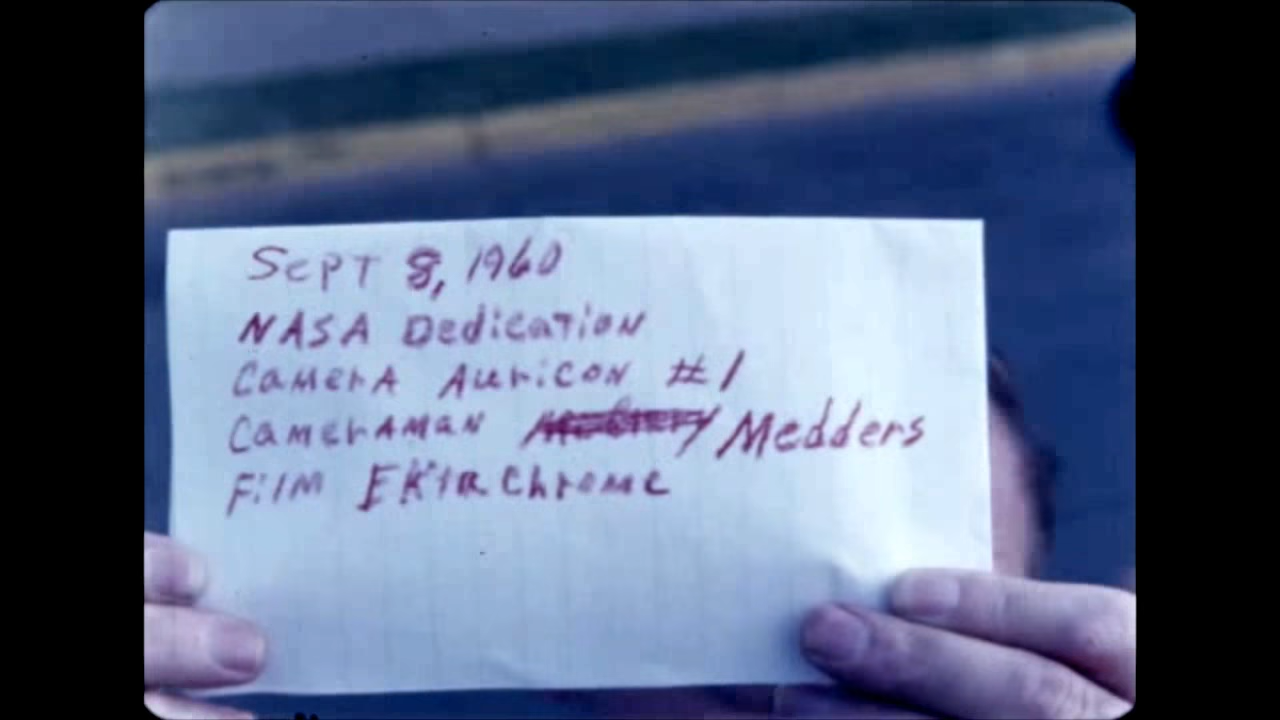 Sept 8, 1960
NASA Dedication
Camera Auricon #1
Cameraman Medders
Film Ektachrome